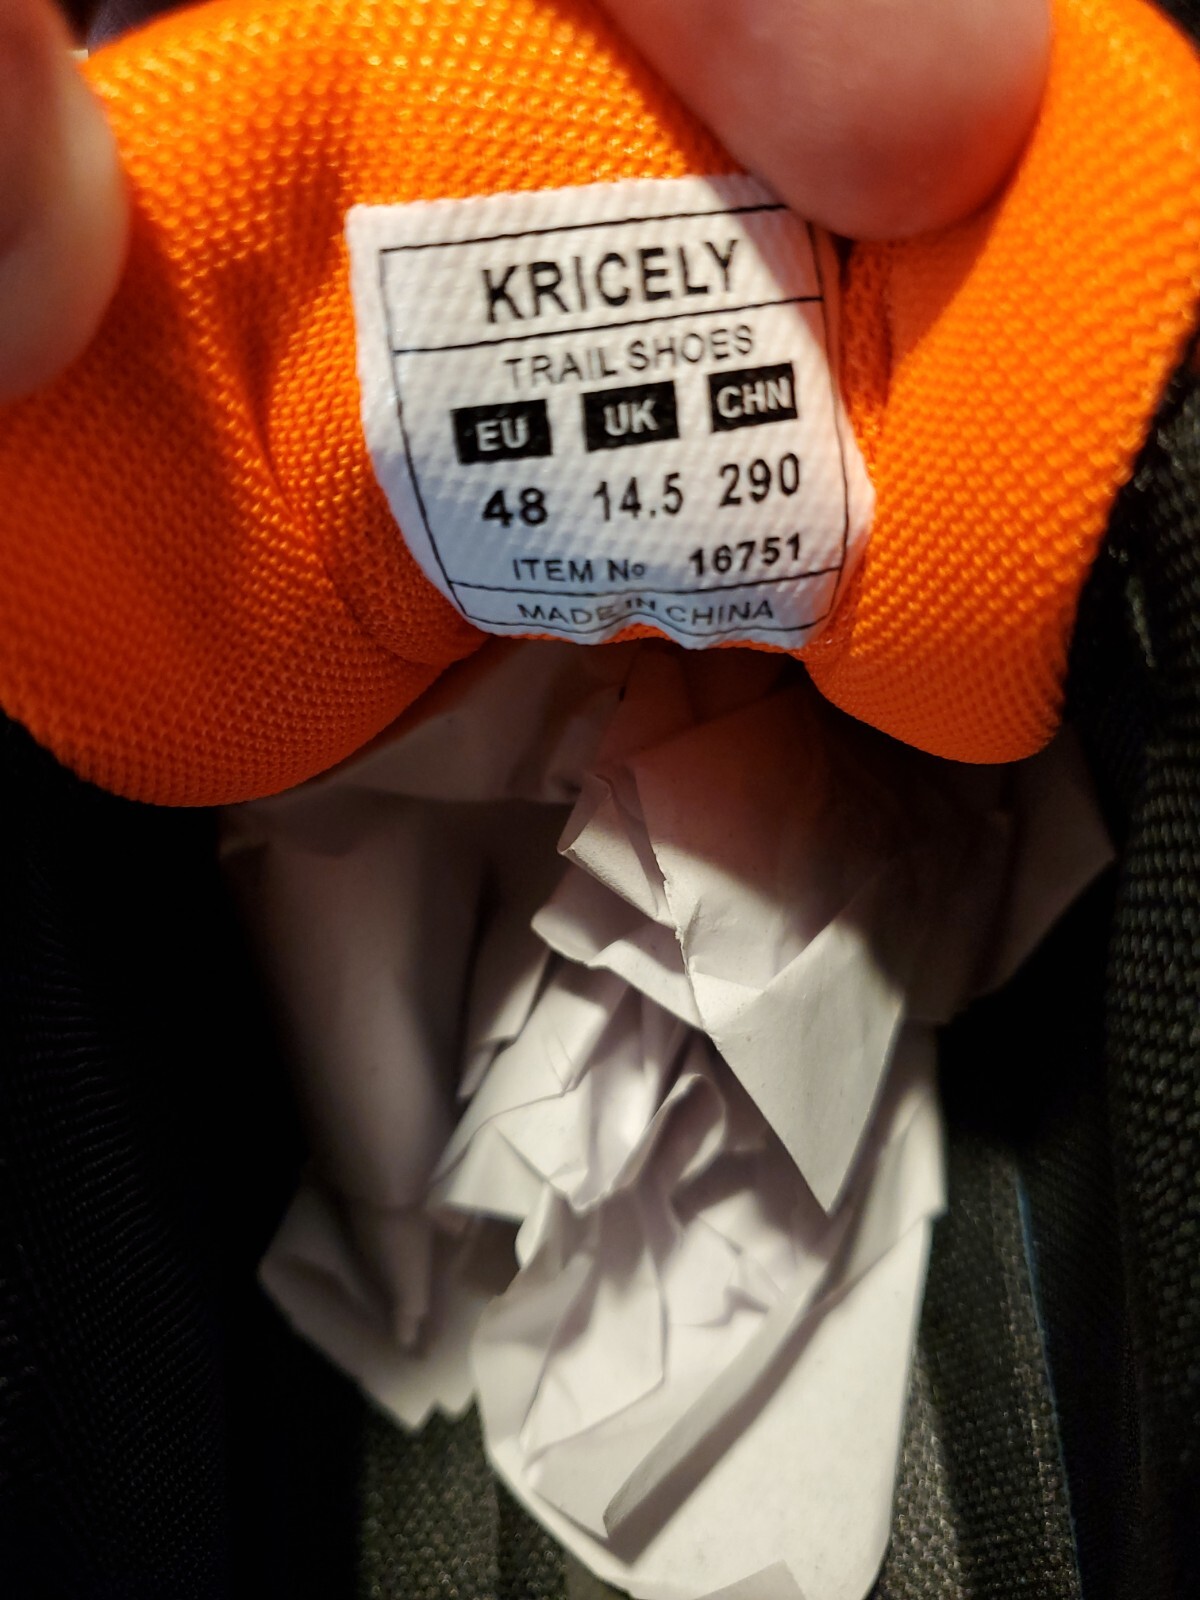 KRICELY
TRAIL SHOES
EU UK CHN
48 14.5 290
ITEM No 16751
MADE IN CHINA